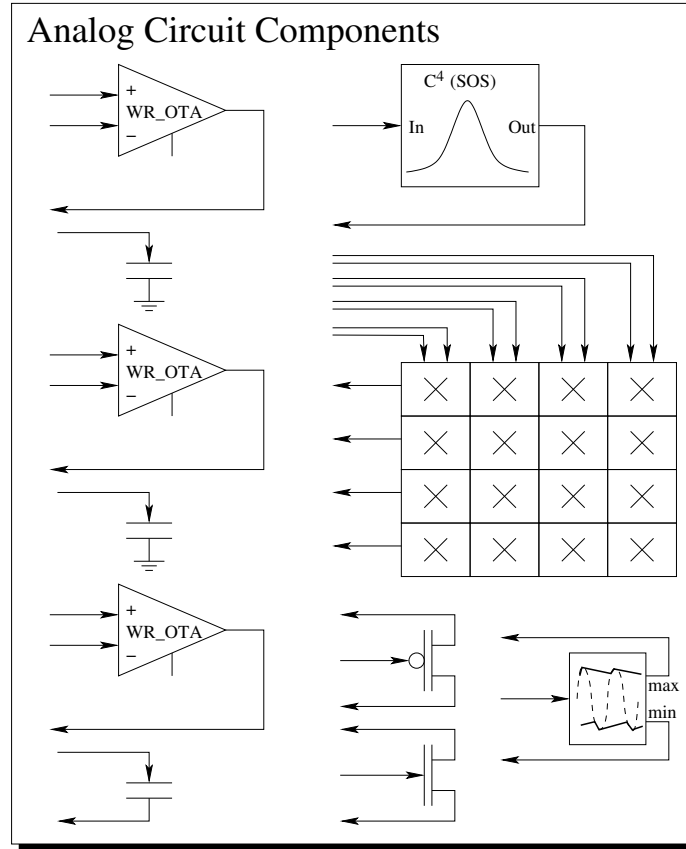 Analog Circuit Components
+
WR_OTA
−
C⁴ (SOS)
In Out
+
WR_OTA
−
+
WR_OTA
−
max
min